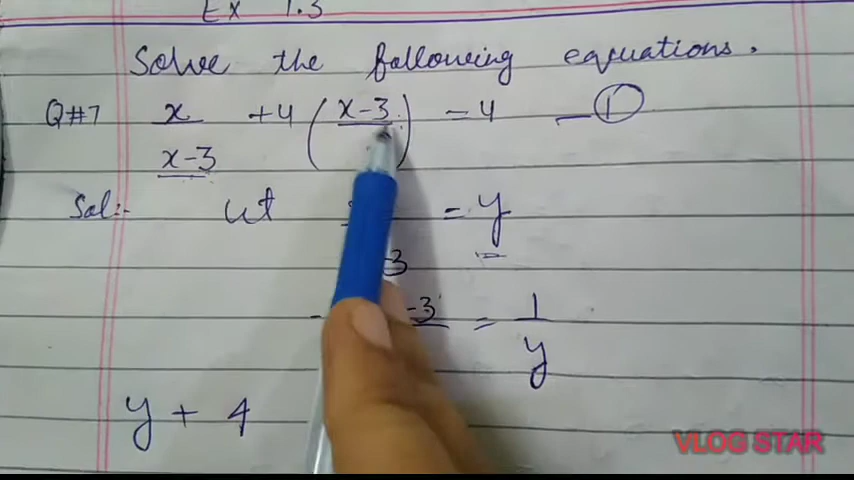 Ex 1.3
Solve the following equations.
Q#7 x/x-3 +4 (x-3/ ) = 4 — 1
Sol:- let = y
-3
-3 = 1/y
y + 4
VLOG STAR